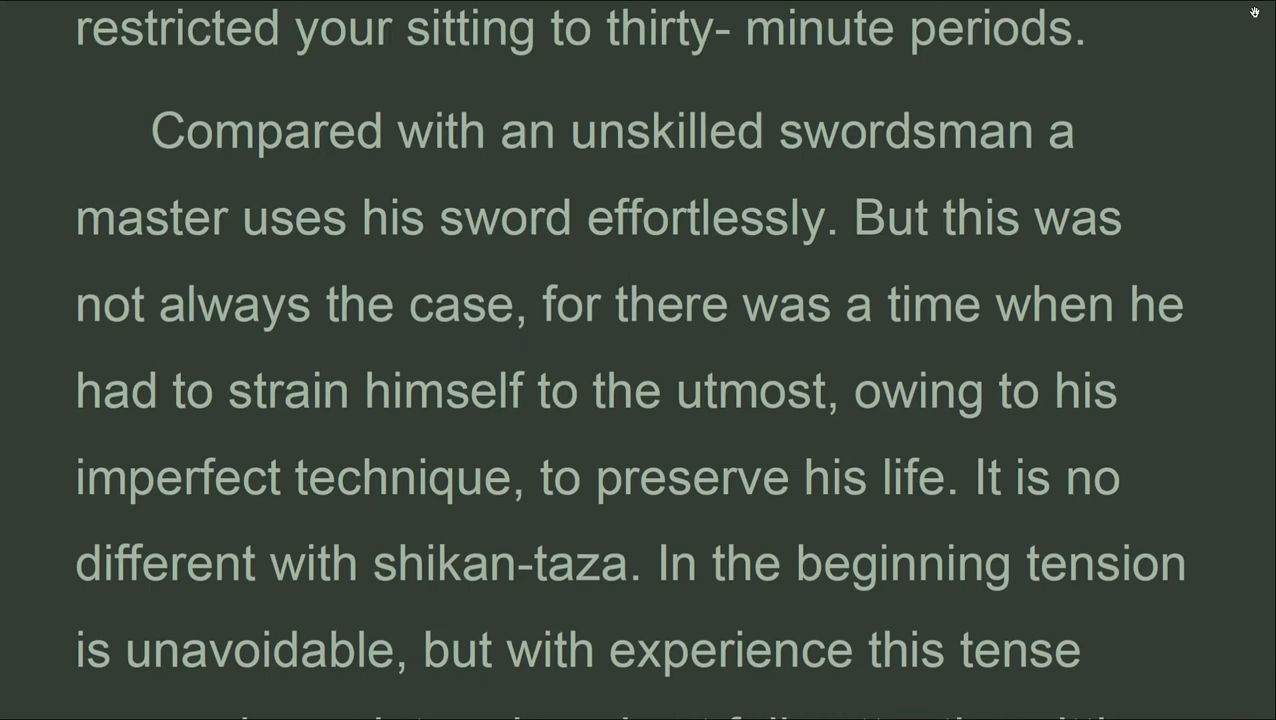 restricted your sitting to thirty- minute periods.
Compared with an unskilled swordsman a
master uses his sword effortlessly. But this was
not always the case, for there was a time when he
had to strain himself to the utmost, owing to his
imperfect technique, to preserve his life. It is no
different with shikan-taza. In the beginning tension
is unavoidable, but with experience this tense